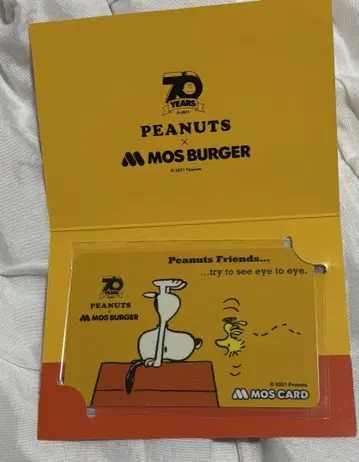 70
YEARS
PEANUTS
×
MOS BURGER
© 2021 Peanuts
Peanuts Friends...
...try to see eye to eye.
70
YEARS
PEANUTS
×
MOS BURGER
© 2021 Peanuts
MOS CARD